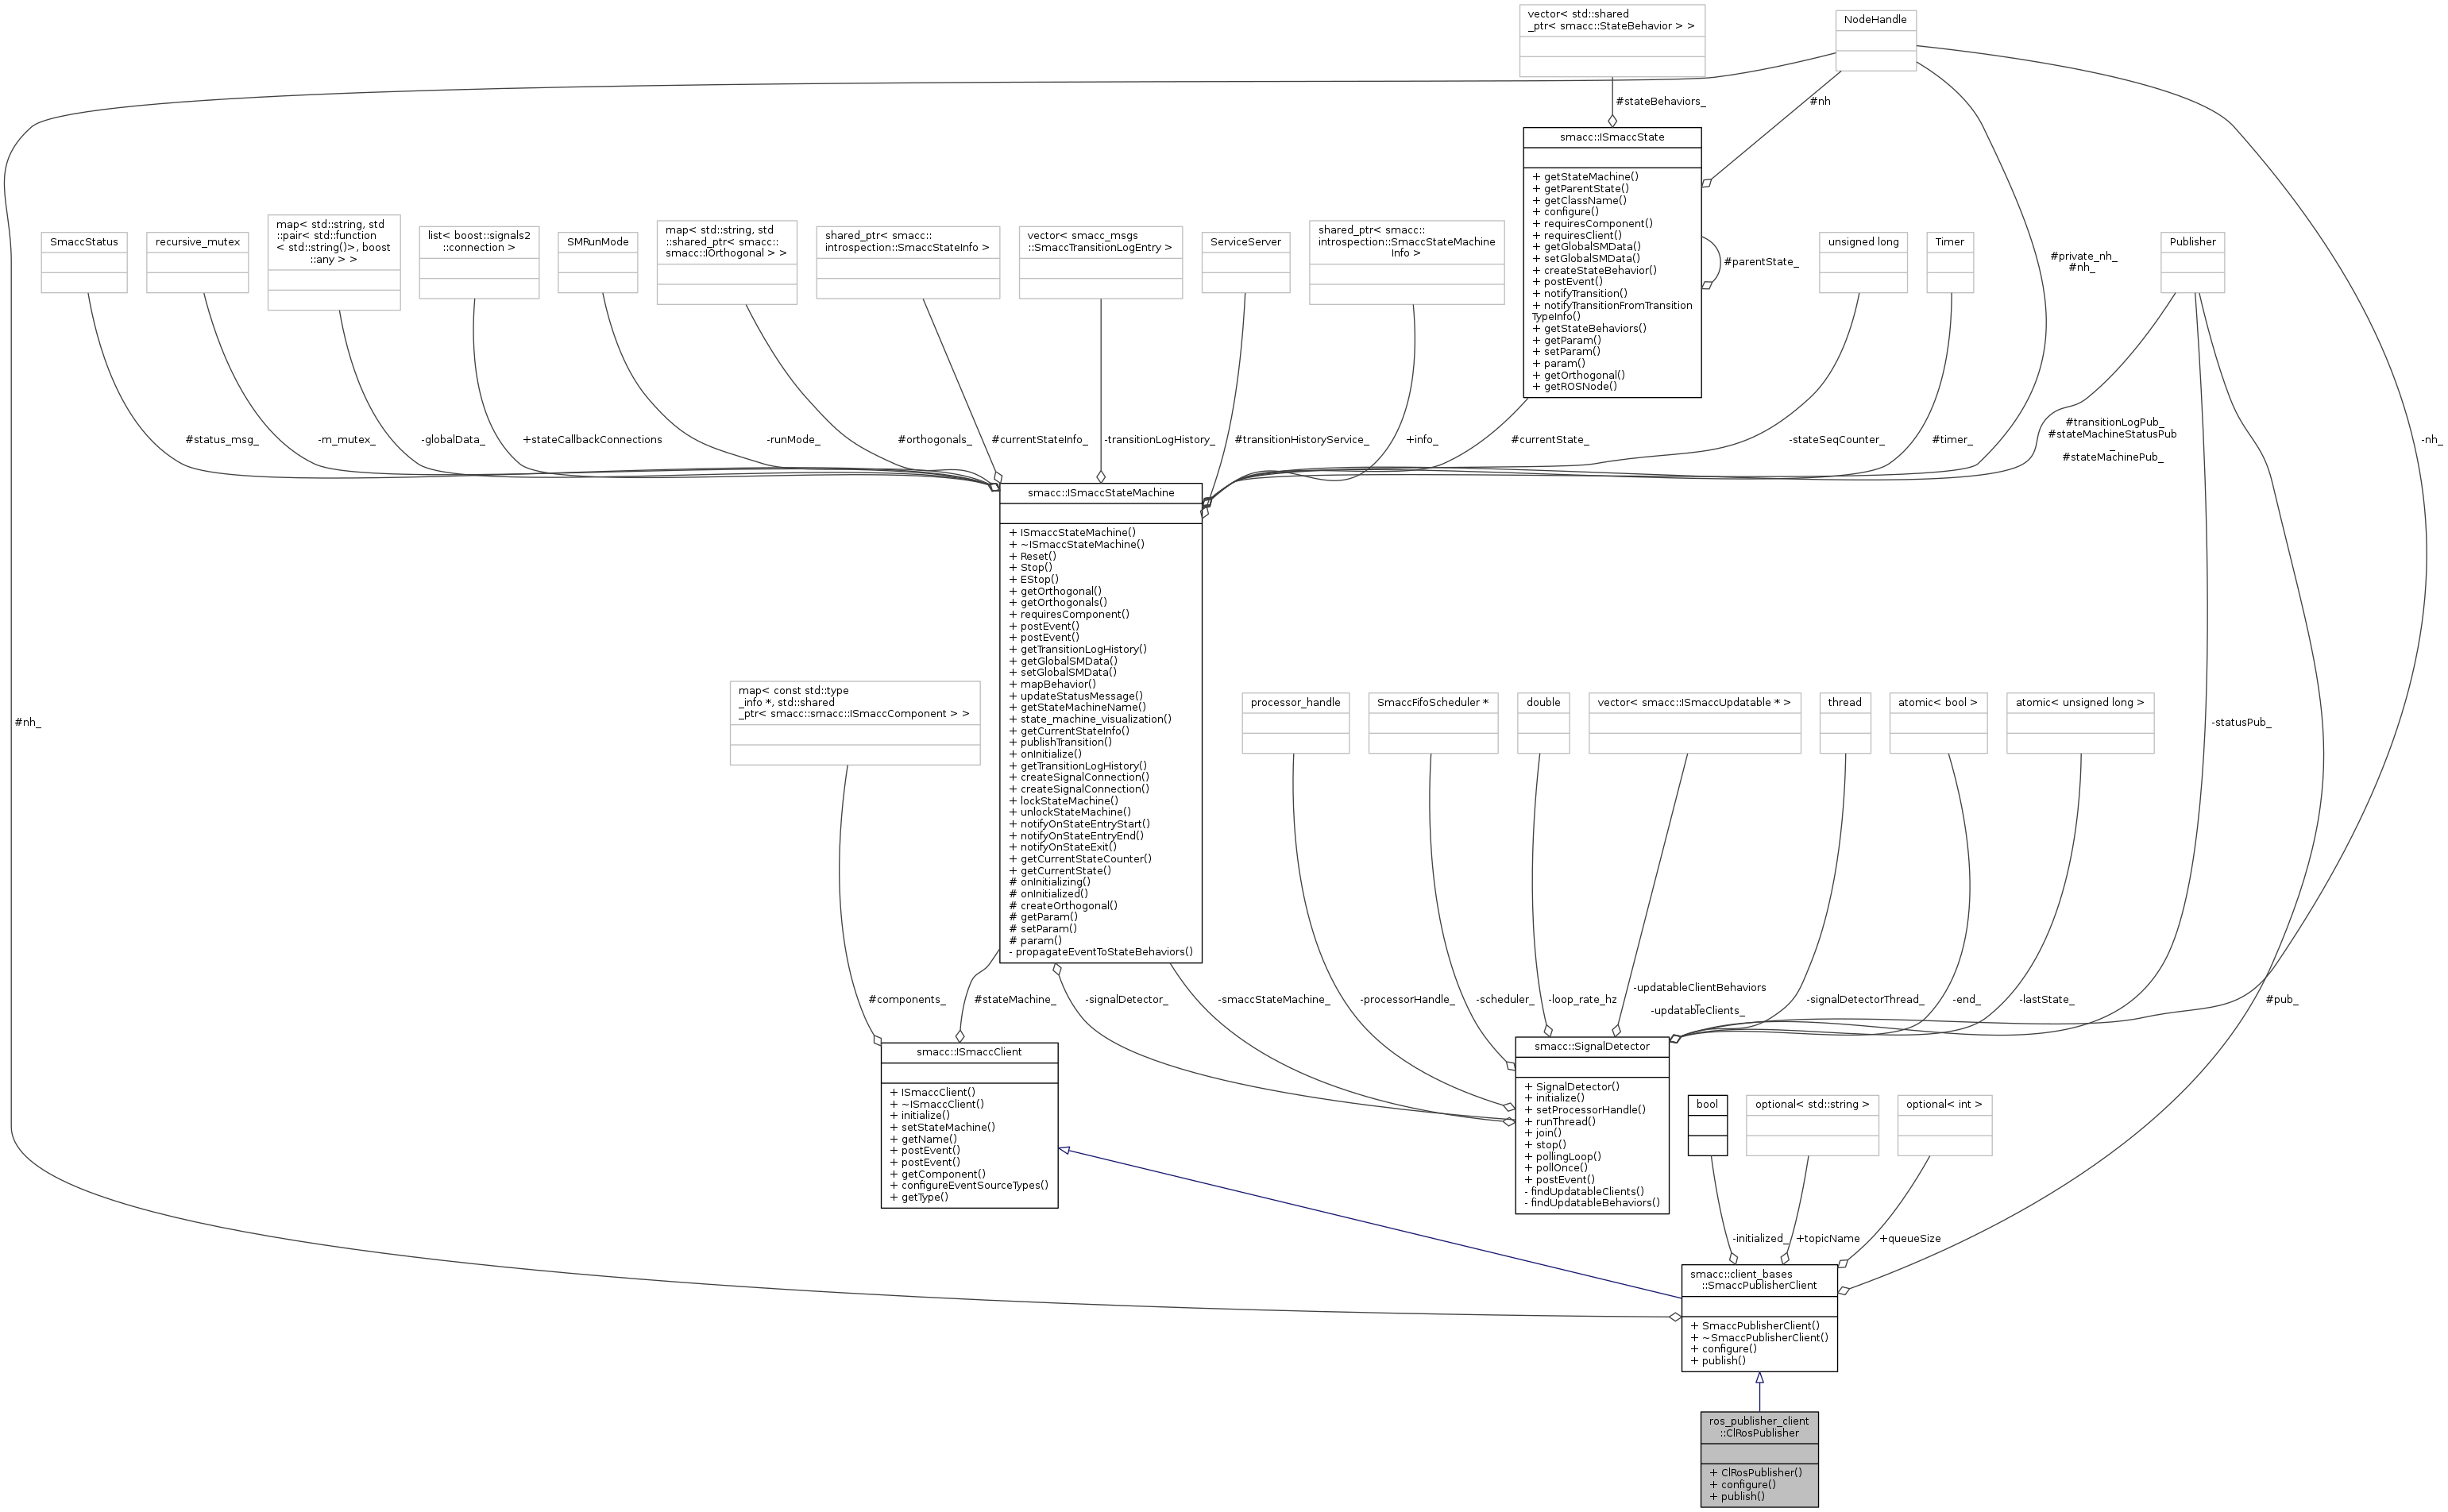 vector< std::shared
_ptr< smacc::StateBehavior > >
NodeHandle
#stateBehaviors_
#nh
smacc::ISmaccState
+ getStateMachine()
+ getParentState()
+ getClassName()
+ configure()
+ requiresComponent()
+ requiresClient()
+ getGlobalSMData()
+ setGlobalSMData()
+ createStateBehavior()
+ postEvent()
+ notifyTransition()
+ notifyTransitionFromTransition
TypeInfo()
+ getStateBehaviors()
+ getParam()
+ setParam()
+ param()
+ getOrthogonal()
+ getROSNode()
#parentState_
SmaccStatus
recursive_mutex
map< std::string, std
::pair< std::function
< std::string()>, boost
::any > >
list< boost::signals2
::connection >
SMRunMode
map< std::string, std
::shared_ptr< smacc::
smacc::IOrthogonal > >
shared_ptr< smacc::
introspection::SmaccStateInfo >
vector< smacc_msgs
::SmaccTransitionLogEntry >
ServiceServer
shared_ptr< smacc::
introspection::SmaccStateMachine
Info >
unsigned long
Timer
Publisher
#private_nh_
#nh_
#status_msg_
-m_mutex_
-globalData_
+stateCallbackConnections
-runMode_
#orthogonals_
#currentStateInfo_
-transitionLogHistory_
#transitionHistoryService_
+info_
#currentState_
-stateSeqCounter_
#timer_
#transitionLogPub_
#stateMachineStatusPub
_
#stateMachinePub_
-nh_
smacc::ISmaccStateMachine
+ ISmaccStateMachine()
+ ~ISmaccStateMachine()
+ Reset()
+ Stop()
+ EStop()
+ getOrthogonal()
+ getOrthogonals()
+ requiresComponent()
+ postEvent()
+ postEvent()
+ getTransitionLogHistory()
+ getGlobalSMData()
+ setGlobalSMData()
+ mapBehavior()
+ updateStatusMessage()
+ getStateMachineName()
+ state_machine_visualization()
+ getCurrentStateInfo()
+ publishTransition()
+ onInitialize()
+ getTransitionLogHistory()
+ createSignalConnection()
+ createSignalConnection()
+ lockStateMachine()
+ unlockStateMachine()
+ notifyOnStateEntryStart()
+ notifyOnStateEntryEnd()
+ notifyOnStateExit()
+ getCurrentStateCounter()
+ getCurrentState()
# onInitializing()
# onInitialized()
# createOrthogonal()
# getParam()
# setParam()
# param()
- propagateEventToStateBehaviors()
#nh_
map< const std::type
_info *, std::shared
_ptr< smacc::smacc::ISmaccComponent > >
processor_handle
SmaccFifoScheduler *
double
vector< smacc::ISmaccUpdatable * >
thread
atomic< bool >
atomic< unsigned long >
-statusPub_
#components_
#stateMachine_
-signalDetector_
-smaccStateMachine_
-processorHandle_
-scheduler_
-loop_rate_hz
-updatableClientBehaviors
_
-updatableClients_
-signalDetectorThread_
-end_
-lastState_
#pub_
smacc::ISmaccClient
+ ISmaccClient()
+ ~ISmaccClient()
+ initialize()
+ setStateMachine()
+ getName()
+ postEvent()
+ postEvent()
+ getComponent()
+ configureEventSourceTypes()
+ getType()
smacc::SignalDetector
+ SignalDetector()
+ initialize()
+ setProcessorHandle()
+ runThread()
+ join()
+ stop()
+ pollingLoop()
+ pollOnce()
+ postEvent()
- findUpdatableClients()
- findUpdatableBehaviors()
bool
optional< std::string >
optional< int >
-initialized_
+topicName
+queueSize
smacc::client_bases
::SmaccPublisherClient
+ SmaccPublisherClient()
+ ~SmaccPublisherClient()
+ configure()
+ publish()
ros_publisher_client
::ClRosPublisher
+ ClRosPublisher()
+ configure()
+ publish()